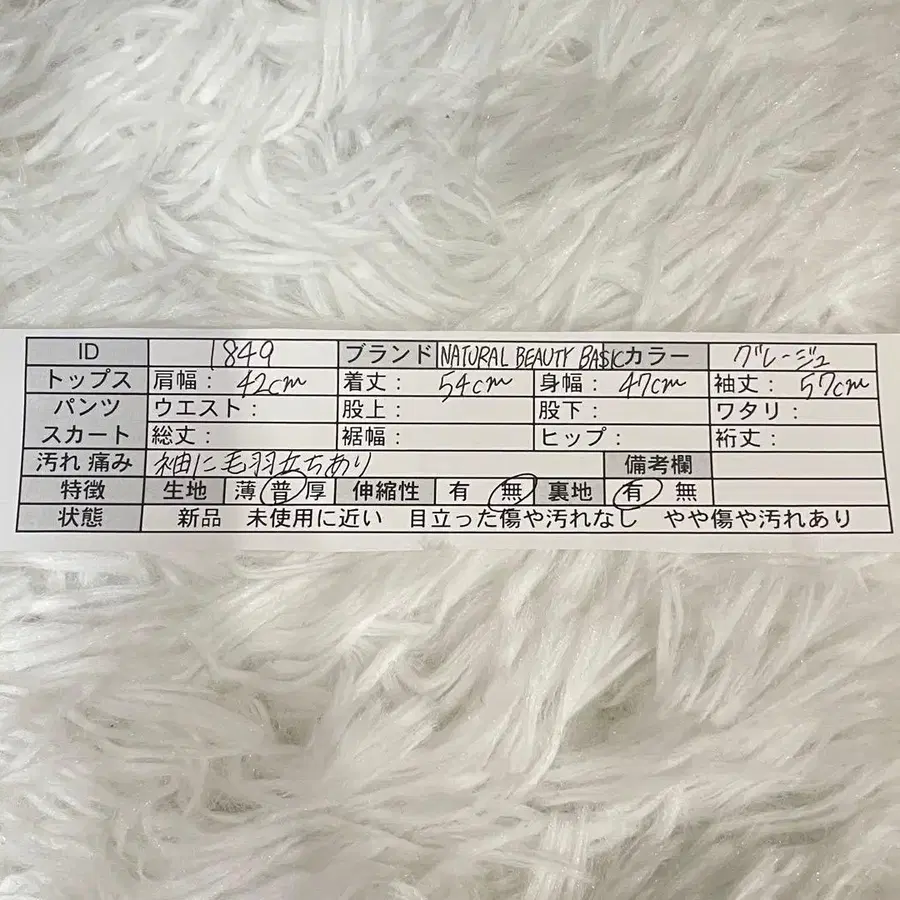 ID 1849 ブランド NATURAL BEAUTY BASIC カラー グレージュ
トップス 肩幅： 42cm 着丈： 54cm 身幅： 47cm 袖丈： 57cm
パンツ ウエスト： 股上： 股下： ワタリ：
スカート 総丈： 裾幅： ヒップ： 裄丈：
汚れ 痛み 袖に毛羽立ちあり 備考欄
特徴 生地 薄 普 厚 伸縮性 有 無 裏地 有 無
状態 新品 未使用に近い 目立った傷や汚れなし やや傷や汚れあり